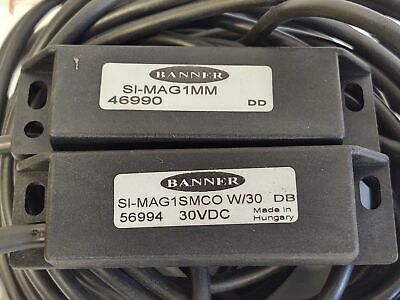 BANNER
SI-MAG1MM
46990 DD
BANNER
SI-MAG1SMCO W/30 DB
56994 30VDC Made in
Hungary